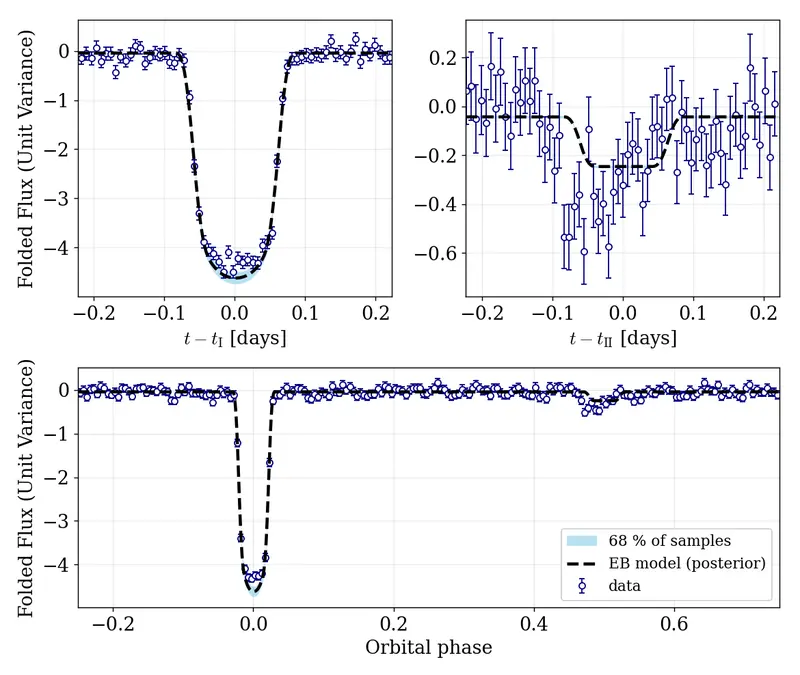 Folded Flux (Unit Variance)
0
−1
−2
−3
−4
−0.2 −0.1 0.0 0.1 0.2
t − t_I [days]
0.2
0.0
−0.2
−0.4
−0.6
−0.2 −0.1 0.0 0.1 0.2
t − t_II [days]
Folded Flux (Unit Variance)
0
−1
−2
−3
−4
68 % of samples
EB model (posterior)
data
−0.2 0.0 0.2 0.4 0.6
Orbital phase